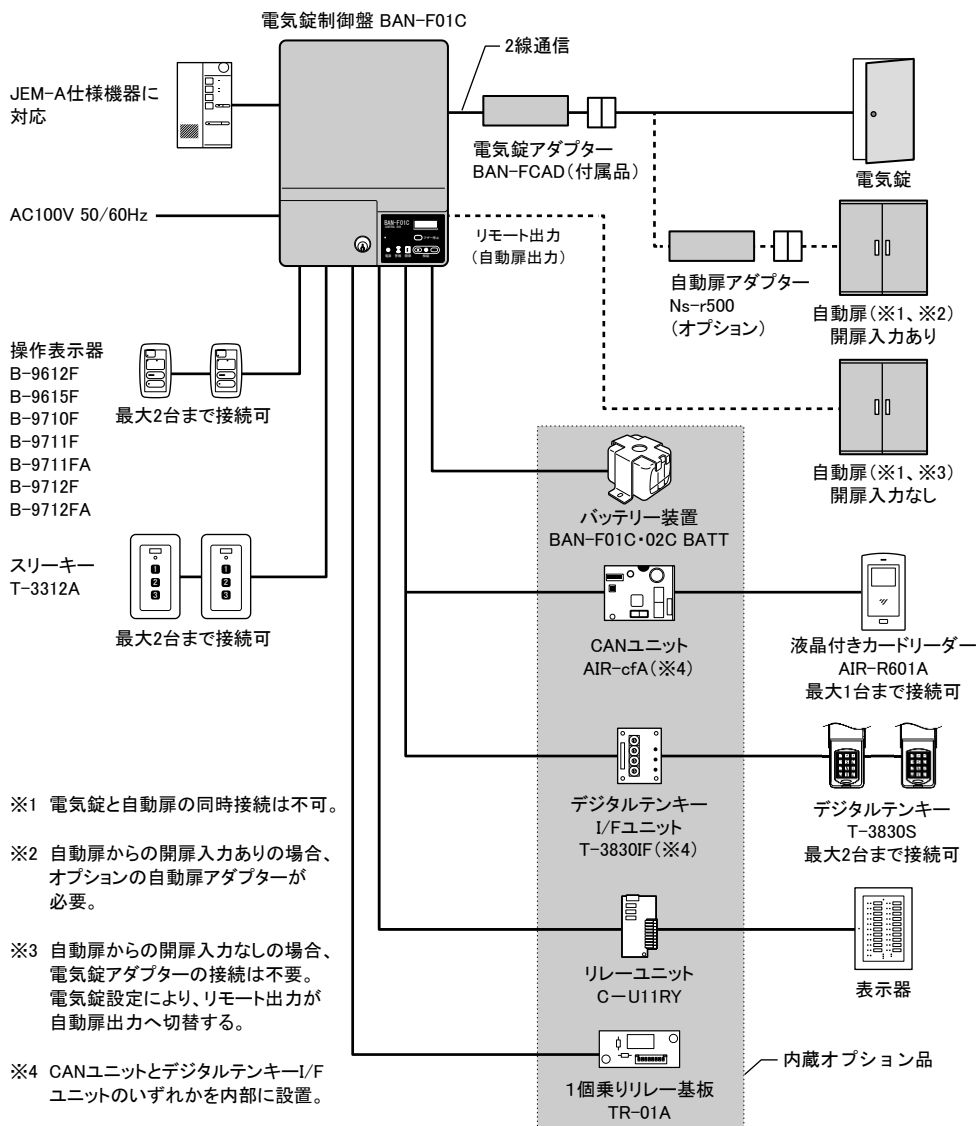 電気錠制御盤 BAN-F01C
2線通信
JEM-A仕様機器に
対応
電気錠アダプター
BAN-FCAD(付属品)
電気錠
AC100V 50/60Hz
BAN-F01C
リモート出力
(自動扉出力)
自動扉アダプター
Ns-r500
(オプション)
自動扉(※1、※2)
開扉入力あり
操作表示器
B-9612F
B-9615F
B-9710F
B-9711F
B-9711FA
B-9712F
B-9712FA
最大2台まで接続可
自動扉(※1、※3)
開扉入力なし
バッテリー装置
BAN-F01C・02C BATT
スリーキー
T-3312A
1
2
3
1
2
3
最大2台まで接続可
CANユニット
AIR-cfA(※4)
液晶付きカードリーダー
AIR-R601A
最大1台まで接続可
デジタルテンキー
I/Fユニット
T-3830IF(※4)
デジタルテンキー
T-3830S
最大2台まで接続可
リレーユニット
C-U11RY
表示器
1個乗りリレー基板
TR-01A
内蔵オプション品
※1 電気錠と自動扉の同時接続は不可。
※2 自動扉からの開扉入力ありの場合、
オプションの自動扉アダプターが
必要。
※3 自動扉からの開扉入力なしの場合、
電気錠アダプターの接続は不要。
電気錠設定により、リモート出力が
自動扉出力へ切替する。
※4 CANユニットとデジタルテンキーI/F
ユニットのいずれかを内部に設置。